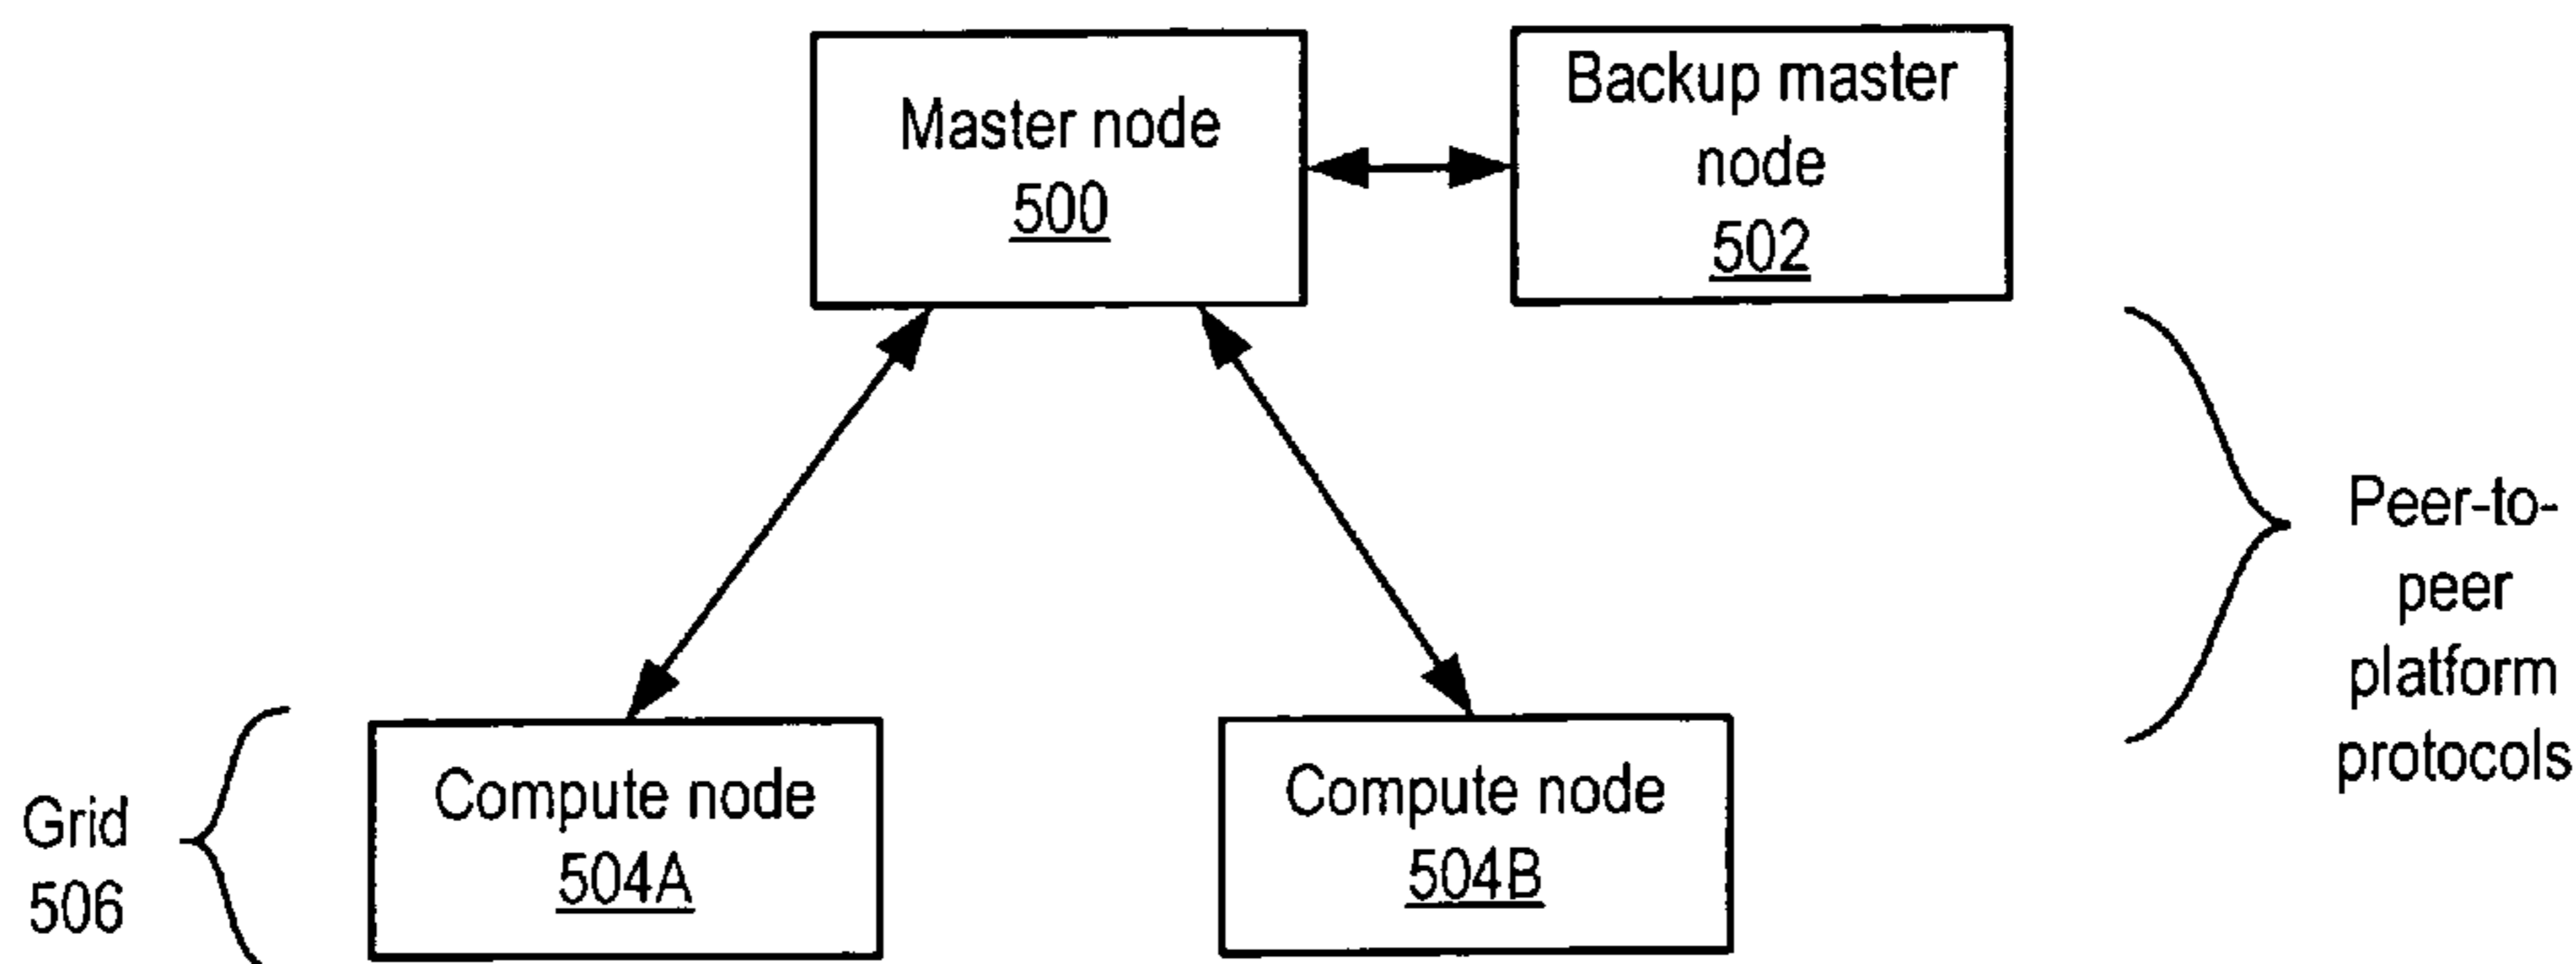 Master node
500
Backup master
node
502
Peer-to-
peer
platform
protocols
Grid
506
Compute node
504A
Compute node
504B